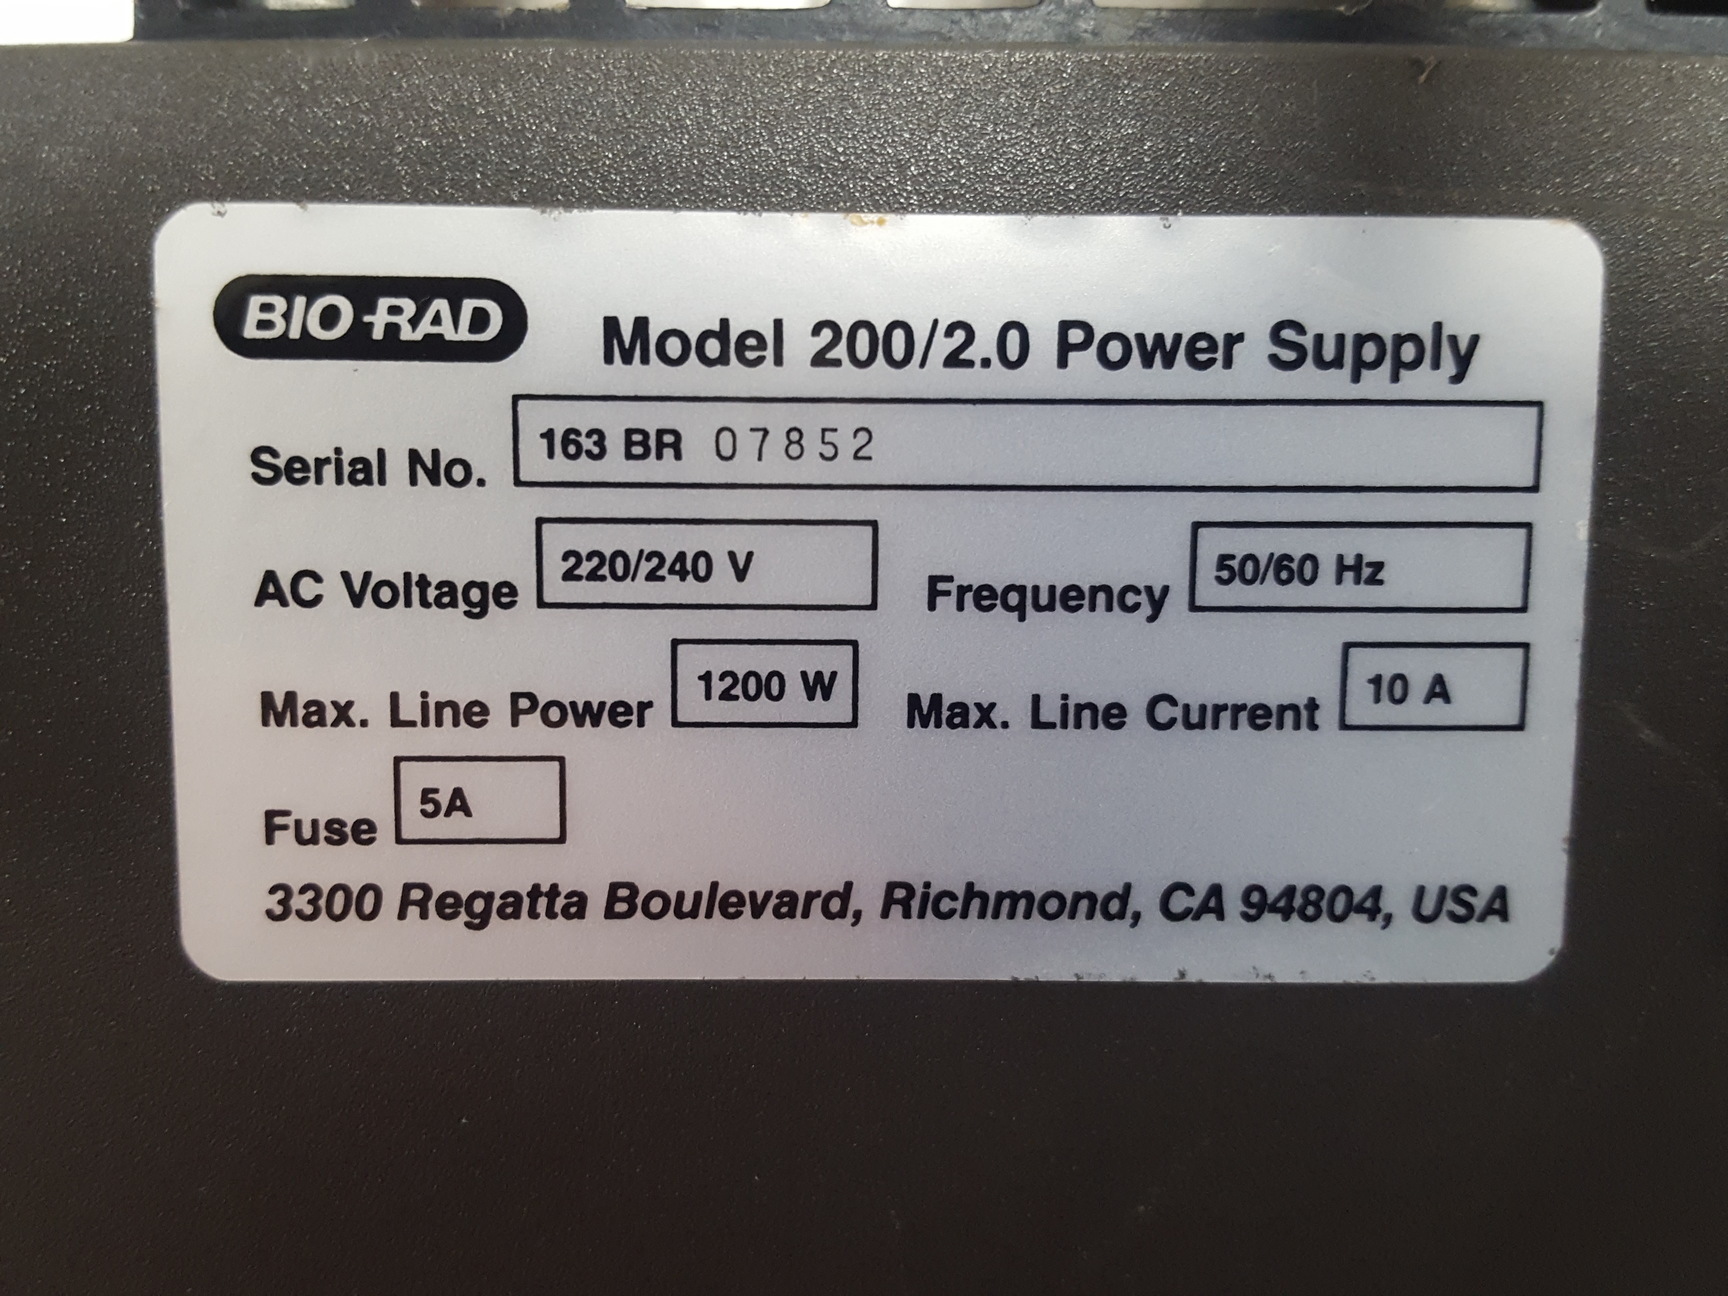 BIO-RAD Model 200/2.0 Power Supply
Serial No. 163 BR 07852
AC Voltage 220/240 V Frequency 50/60 Hz
Max. Line Power 1200 W Max. Line Current 10 A
Fuse 5A
3300 Regatta Boulevard, Richmond, CA 94804, USA